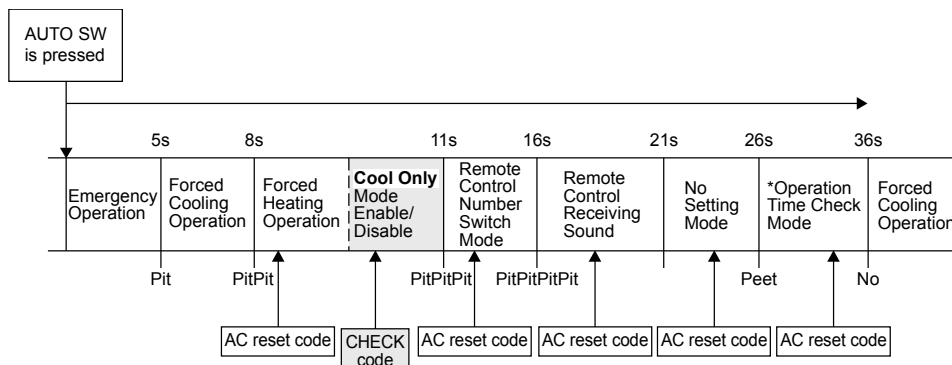 AUTO SW
is pressed
5s
8s
11s
16s
21s
26s
36s
Emergency
Operation
Forced
Cooling
Operation
Forced
Heating
Operation
Cool Only
Mode
Enable/
Disable
Remote
Control
Number
Switch
Mode
Remote
Control
Receiving
Sound
No
Setting
Mode
*Operation
Time Check
Mode
Forced
Cooling
Operation
Pit
PitPit
PitPitPit
PitPitPitPit
Peet
No
AC reset code
CHECK
code
AC reset code
AC reset code
AC reset code
AC reset code